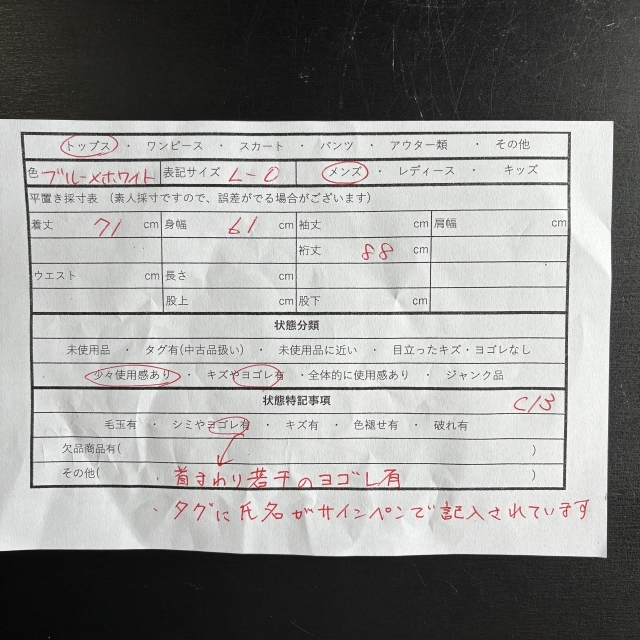 トップス ・ ワンピース ・ スカート ・ パンツ ・ アウター類 ・ その他
色 ブルー×ホワイト 表記サイズ L-O メンズ ・ レディース ・ キッズ
平置き採寸表 （素人採寸ですので、誤差がでる場合がございます）
着丈 71 cm 身幅 61 cm 袖丈 cm 肩幅 cm
裄丈 88 cm
ウエスト cm 長さ cm
股上 cm 股下 cm
状態分類
未使用品 ・ タグ有(中古品扱い) ・ 未使用品に近い ・ 目立ったキズ・ヨゴレなし
少々使用感あり ・ キズやヨゴレ有 ・全体的に使用感あり ・ ジャンク品
状態特記事項
C13
毛玉有 ・ シミやヨゴレ有 ・ キズ有 ・ 色褪せ有 ・ 破れ有
欠品商品有( )
その他( ・首まわり若干のヨゴレ有 )
・タグに氏名がサインペンで記入されています